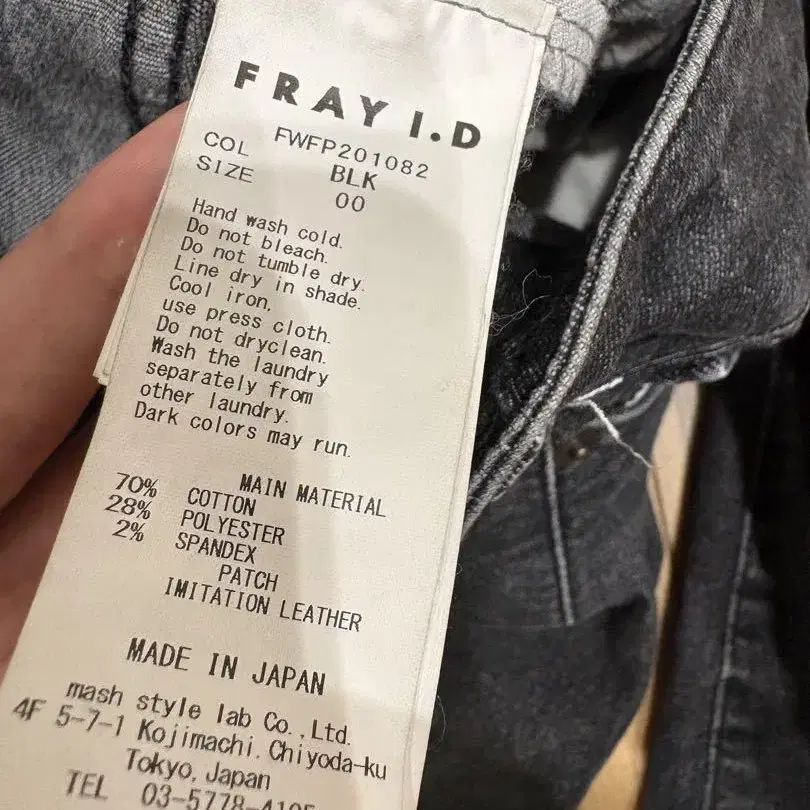 FRAY I.D
FWFP201082
COL BLK
SIZE 00
Hand wash cold.
Do not bleach.
Do not tumble dry.
Line dry in shade.
Cool iron,
use press cloth.
Do not dryclean.
Wash the laundry
separately from
other laundry.
Dark colors may run.
MAIN MATERIAL
70% COTTON
28% POLYESTER
2% SPANDEX
PATCH
IMITATION LEATHER
MADE IN JAPAN
mash style lab Co.,Ltd.
4F 5-7-1 Kojimachi.Chiyoda-ku
Tokyo,Japan
TEL 03-5778-